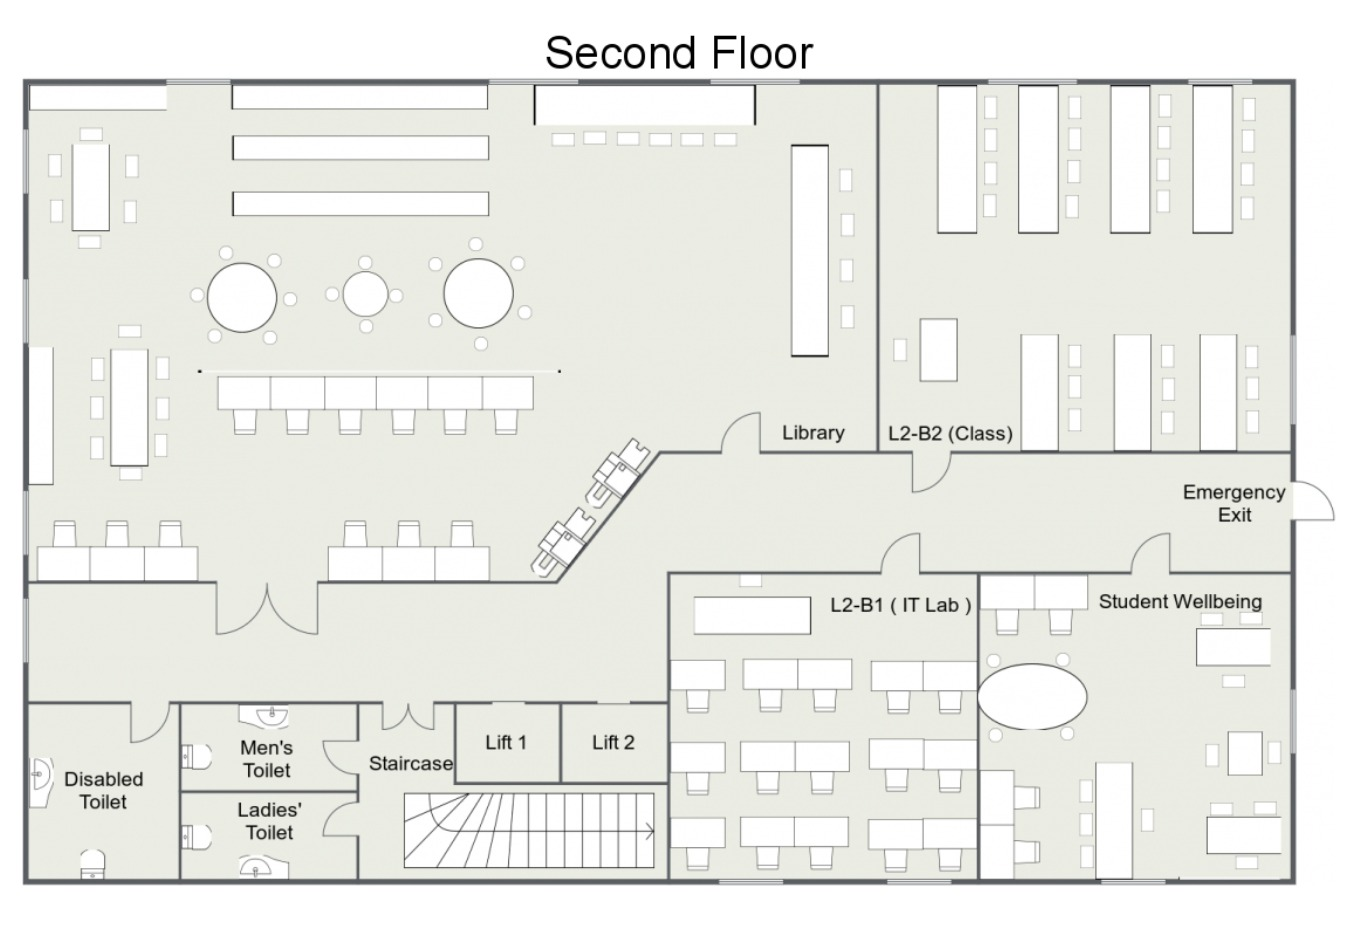 Second Floor
Library
L2-B2 (Class)
Emergency
Exit
L2-B1 ( IT Lab )
Student Wellbeing
Lift 1
Lift 2
Men's
Toilet
Staircase
Disabled
Toilet
Ladies'
Toilet